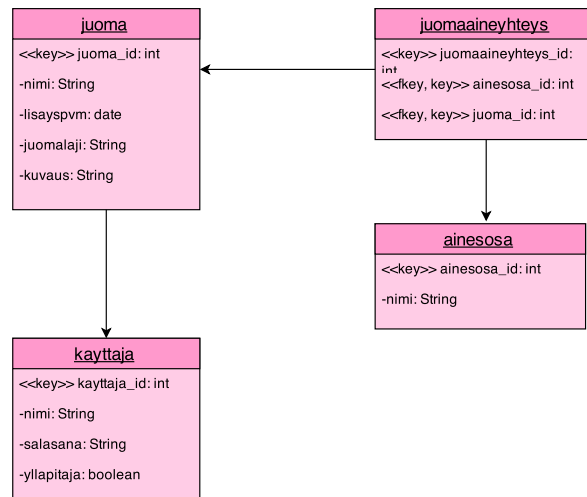 juoma
<<key>> juoma_id: int
-nimi: String
-lisayspvm: date
-juomalaji: String
-kuvaus: String
juomaaineyhteys
<<key>> juomaaineyhteys_id:
int
<<fkey, key>> ainesosa_id: int
<<fkey, key>> juoma_id: int
ainesosa
<<key>> ainesosa_id: int
-nimi: String
kayttaja
<<key>> kayttaja_id: int
-nimi: String
-salasana: String
-yllapitaja: boolean